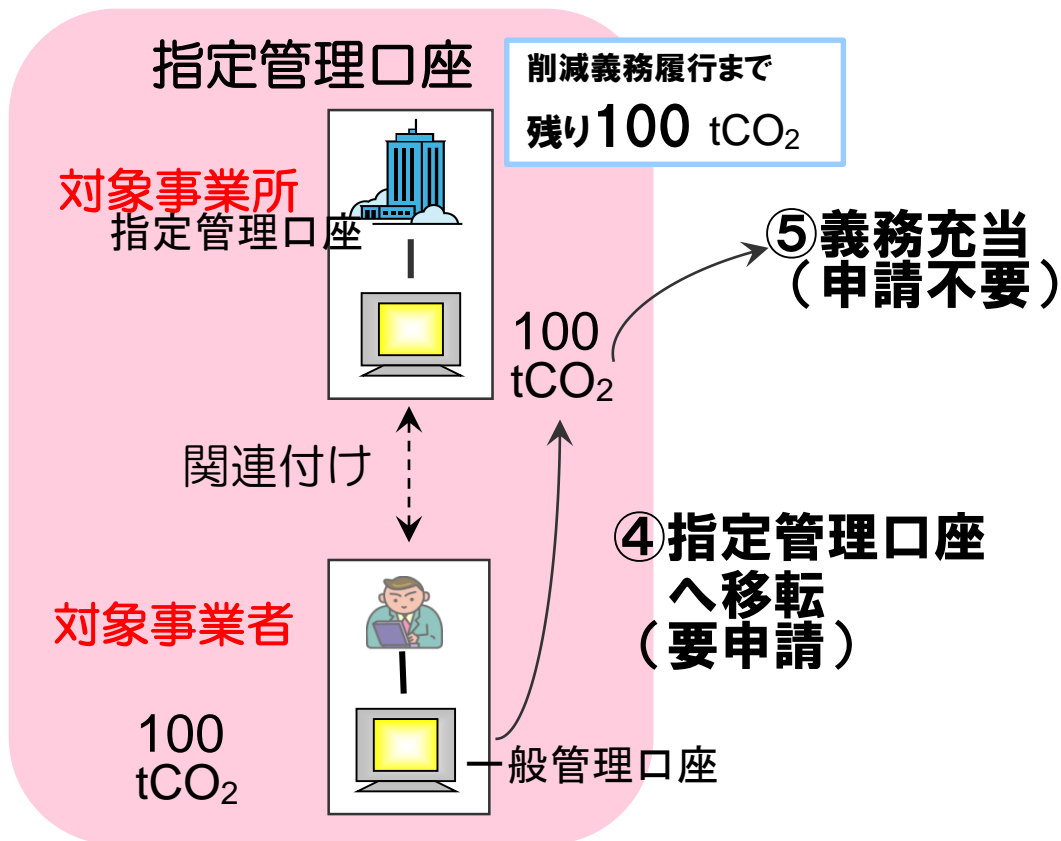 指定管理口座
削減義務履行まで
残り100 tCO₂
対象事業所
指定管理口座
⑤義務充当
（申請不要）
100
tCO₂
関連付け
④指定管理口座
へ移転
（要申請）
対象事業者
100
tCO₂
一般管理口座